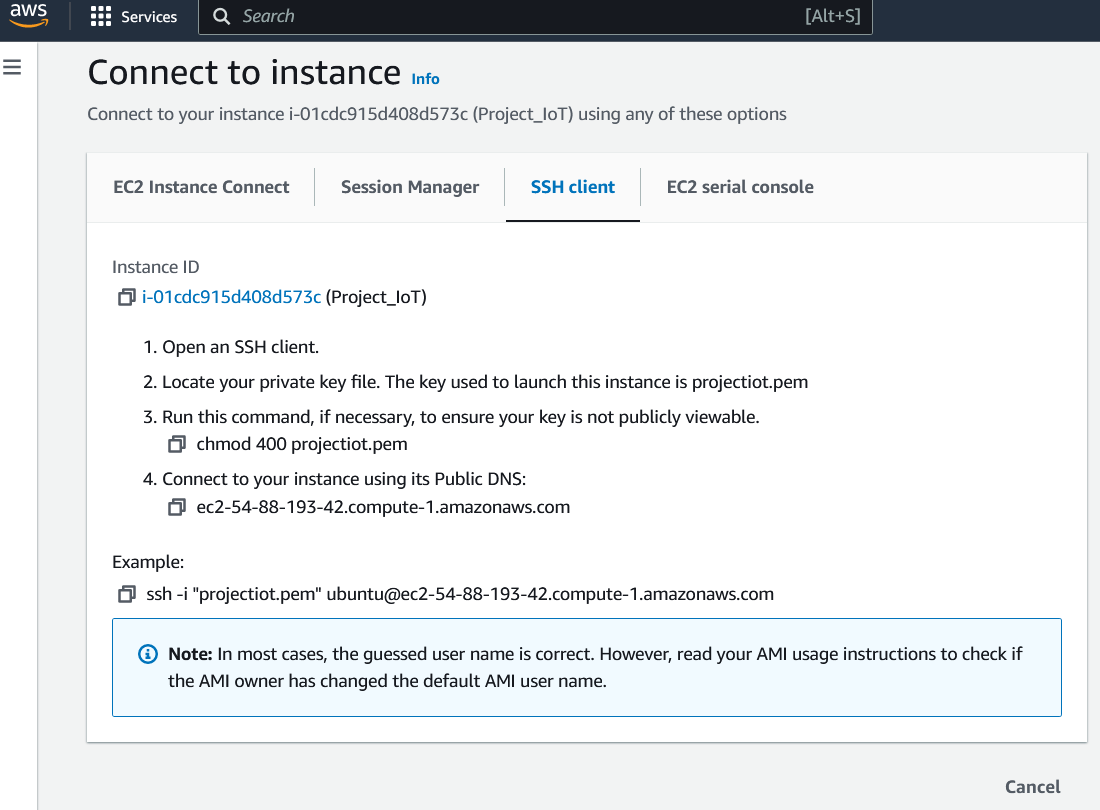 aws
Services
Search
[Alt+S]
Connect to instance Info
Connect to your instance i-01cdc915d408d573c (Project_IoT) using any of these options
EC2 Instance Connect
Session Manager
SSH client
EC2 serial console
Instance ID
i-01cdc915d408d573c (Project_IoT)
1. Open an SSH client.
2. Locate your private key file. The key used to launch this instance is projectiot.pem
3. Run this command, if necessary, to ensure your key is not publicly viewable.
chmod 400 projectiot.pem
4. Connect to your instance using its Public DNS:
ec2-54-88-193-42.compute-1.amazonaws.com
Example:
ssh -i "projectiot.pem" ubuntu@ec2-54-88-193-42.compute-1.amazonaws.com
Note: In most cases, the guessed user name is correct. However, read your AMI usage instructions to check if
the AMI owner has changed the default AMI user name.
Cancel